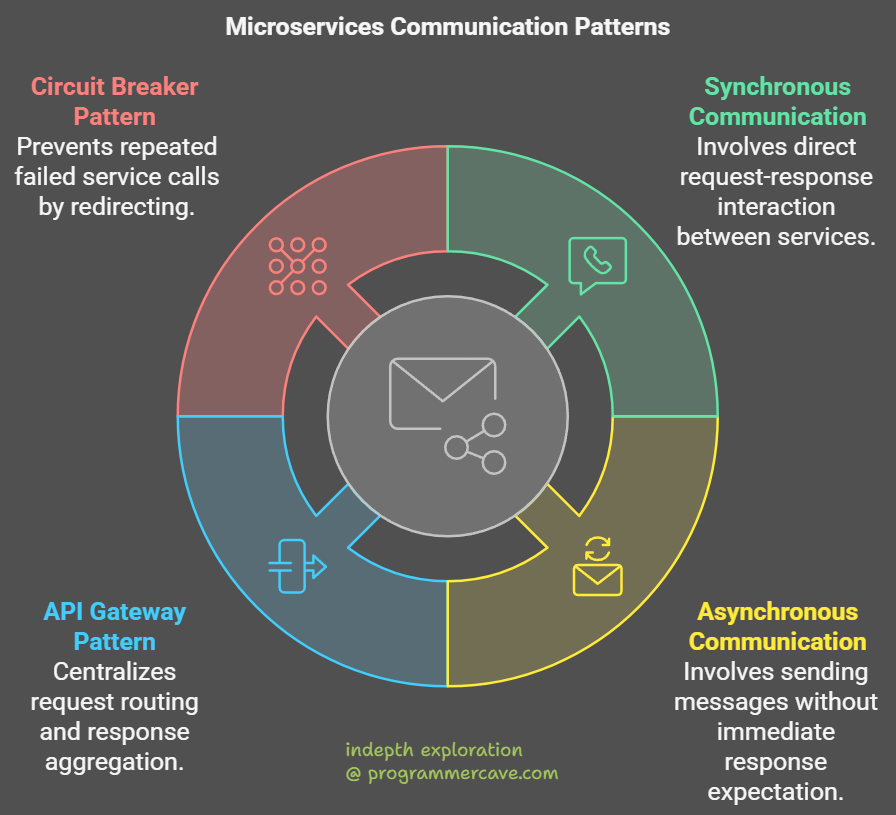 Microservices Communication Patterns
Circuit Breaker
Pattern
Prevents repeated
failed service calls
by redirecting.
Synchronous
Communication
Involves direct
request-response
interaction
between services.
API Gateway
Pattern
Centralizes
request routing
and response
aggregation.
Asynchronous
Communication
Involves sending
messages without
immediate
response
expectation.
indepth exploration
@ programmercave.com